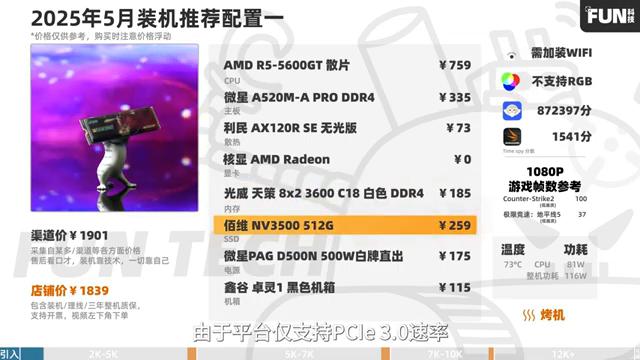 2025年5月装机推荐配置一
*价格仅供参考，购买时注意价格浮动
FUN科技
AMD R5-5600GT 散片 ￥759
CPU
微星 A520M-A PRO DDR4 ￥335
主板
利民 AX120R SE 无光版 ￥73
散热
核显 AMD Radeon ￥0
显卡
光威 天策 8x2 3600 C18 白色 DDR4 ￥185
内存
佰维 NV3500 512G ￥259
SSD
微星PAG D500N 500W白牌直出 ￥175
电源
鑫谷 卓灵1 黑色机箱 ￥115
机箱
需加装WIFI
不支持RGB
872397分
1541分
Time spy 分数
1080P
游戏帧数参考
Counter-Strike2 100
(低画质)
极限竞速：地平线5 37
(低画质)
温度 功耗
73°C CPU 81W
整机功耗 116W
烤机
渠道价 ￥1901
采集自某多/渠道等各方面价格
售后看口才，装机靠技术，一切靠自己
店铺价 ￥1839
包含装机/理线/三年整机质保，
支持开票，视频左下角下单
FUN TECH
由于平台仅支持PCIe 3.0速率
引入 2K-5K 5K-7K 7K-10K 12K+